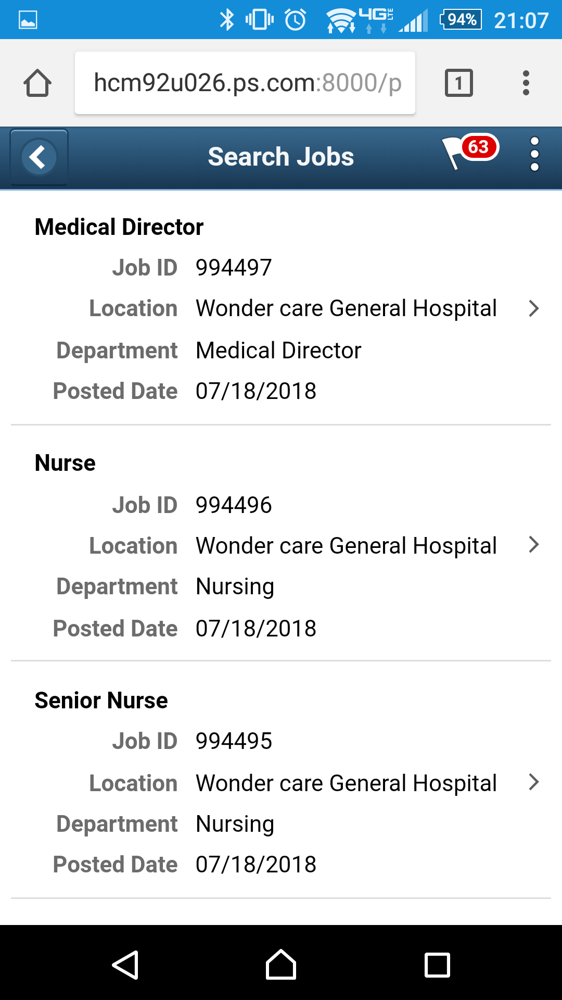 4G LTE 94% 21:07
hcm92u026.ps.com:8000/p 1
Search Jobs 63
Medical Director
Job ID 994497
Location Wonder care General Hospital
Department Medical Director
Posted Date 07/18/2018
Nurse
Job ID 994496
Location Wonder care General Hospital
Department Nursing
Posted Date 07/18/2018
Senior Nurse
Job ID 994495
Location Wonder care General Hospital
Department Nursing
Posted Date 07/18/2018